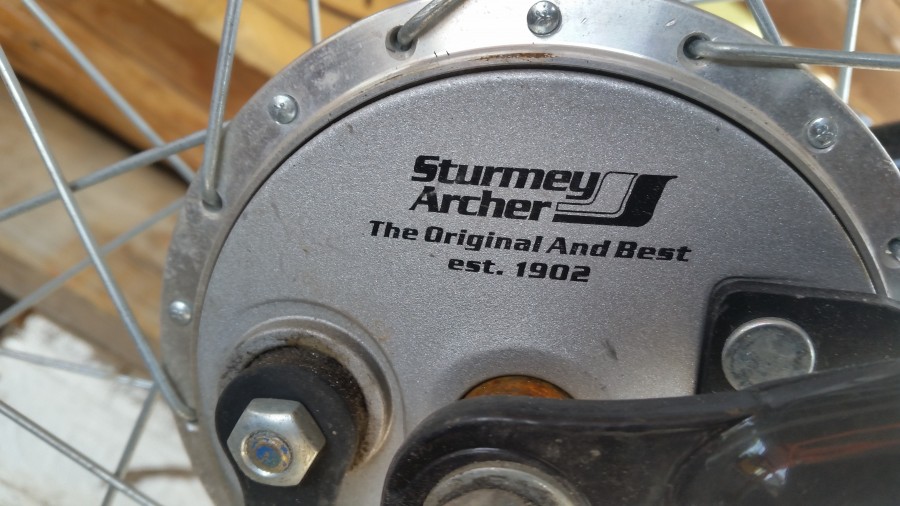 Sturmey
Archer
The Original And Best
est. 1902